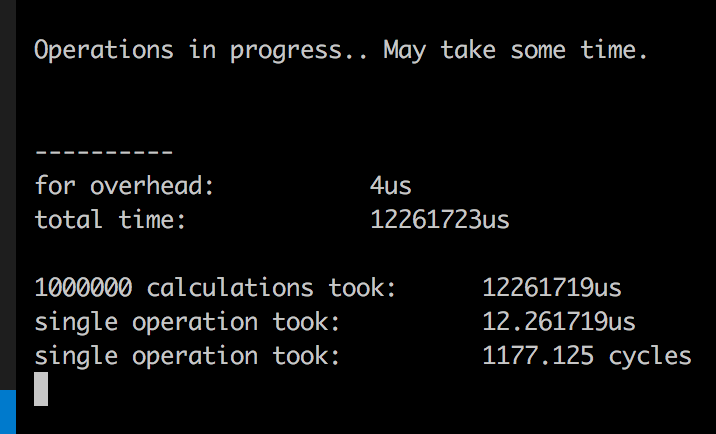 Operations in progress.. May take some time.
----------
for overhead: 4us
total time: 12261723us
1000000 calculations took: 12261719us
single operation took: 12.261719us
single operation took: 1177.125 cycles